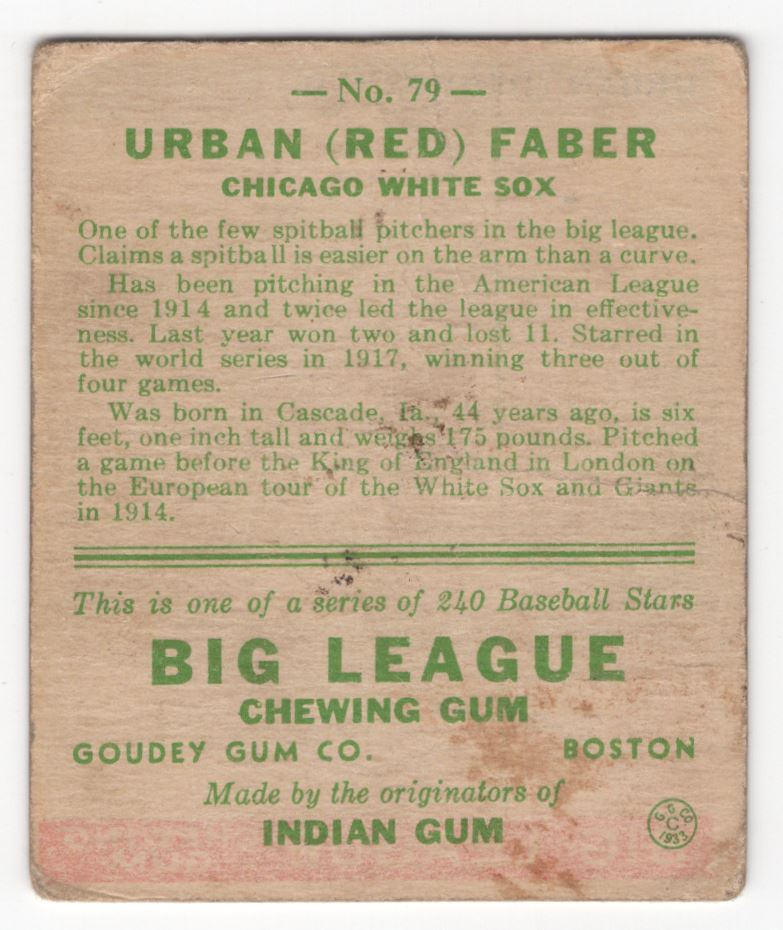 — No. 79 —
URBAN (RED) FABER
CHICAGO WHITE SOX
One of the few spitball pitchers in the big league.
Claims a spitball is easier on the arm than a curve.
Has been pitching in the American League
since 1914 and twice led the league in effective-
ness. Last year won two and lost 11. Starred in
the world series in 1917, winning three out of
four games.
Was born in Cascade, Ia., 44 years ago, is six
feet, one inch tall and weighs 175 pounds. Pitched
a game before the King of England in London on
the European tour of the White Sox and Giants
in 1914.
This is one of a series of 240 Baseball Stars
BIG LEAGUE
CHEWING GUM
GOUDEY GUM CO. BOSTON
Made by the originators of
INDIAN GUM
G. G. CO.
C
1933